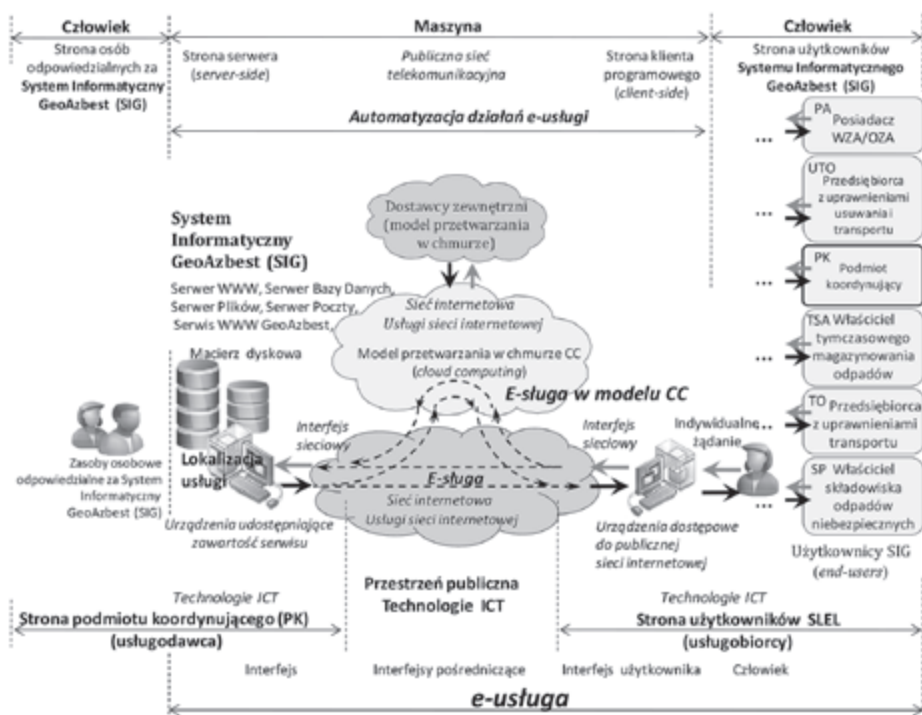 Człowiek
Maszyna
Człowiek
Strona osób
odpowiedzialnych za
System Informatyczny
GeoAzbest (SIG)
Strona serwera
(server-side)
Publiczna sieć
telekomunikacyjna
Strona klienta
programowego
(client-side)
Strona użytkowników
Systemu Informatycznego
GeoAzbest (SIG)
Automatyzacja działań e-usługi
PA
Posiadacz
WZA/OZA
...
UTO
Przedsiębiorca
z uprawnieniami
usuwania i
transportu
...
PK
Podmiot
koordynujący
...
TSA Właściciel
tymczasowego
magazynowania
odpadów
...
TO Przedsiębiorca
z uprawnieniami
transportu
...
SP Właściciel
składowiska
odpadów
niebezpiecznych
...
Użytkownicy SIG
(end-users)
Dostawcy zewnętrzni
(model przetwarzania
w chmurze)
System
Informatyczny
GeoAzbest (SIG)
Serwer WWW, Serwer Bazy Danych,
Serwer Plików, Serwer Poczty,
Serwis WWW GeoAzbest,
Sieć internetowa
Usługi sieci internetowej
Model przetwarzania w chmurze CC
(cloud computing)
Macierz dyskowa
E-sługa w modelu CC
Interfejs
sieciowy
Interfejs
sieciowy
Indywidualne
żądanie
Zasoby osobowe
odpowiedzialne za System
Informatyczny
GeoAzbest (SIG)
Lokalizacja
usługi
E-sługa
Sieć internetowa
Usługi sieci internetowej
Urządzenia udostępniające
zawartość serwisu
Urządzenia dostępowe
do publicznej
sieci internetowej
Przestrzeń publiczna
Technologie ICT
Technologie ICT
Strona podmiotu koordynującego (PK)
(usługodawca)
Technologie ICT
Strona użytkowników SLEL
(usługobiorcy)
Interfejs
Interfejsy pośredniczące
Interfejs użytkownika
Człowiek
e-usługa